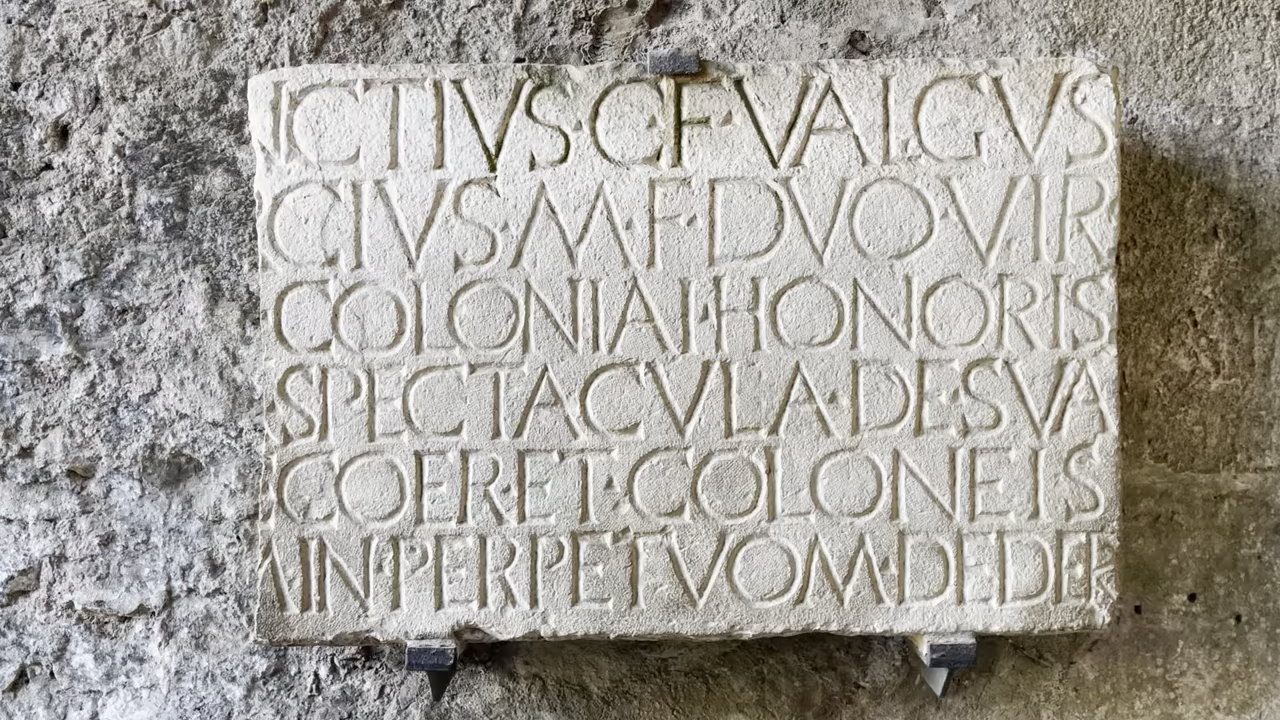 ICTIVS·C·F·VALGVS
CIVS·M·F·DVO·VIR
COLONIAI·HONORIS
SPECTACVLA·DE·SVA
COER·ET·COLONEIS
IN·PERPETVOM·DEDER